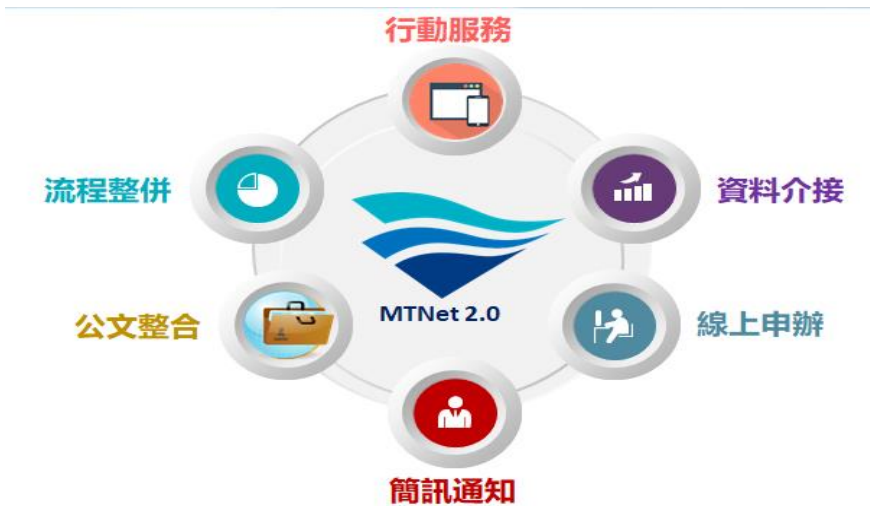 行動服務
流程整併
資料介接
MTNet 2.0
公文整合
線上申辦
簡訊通知